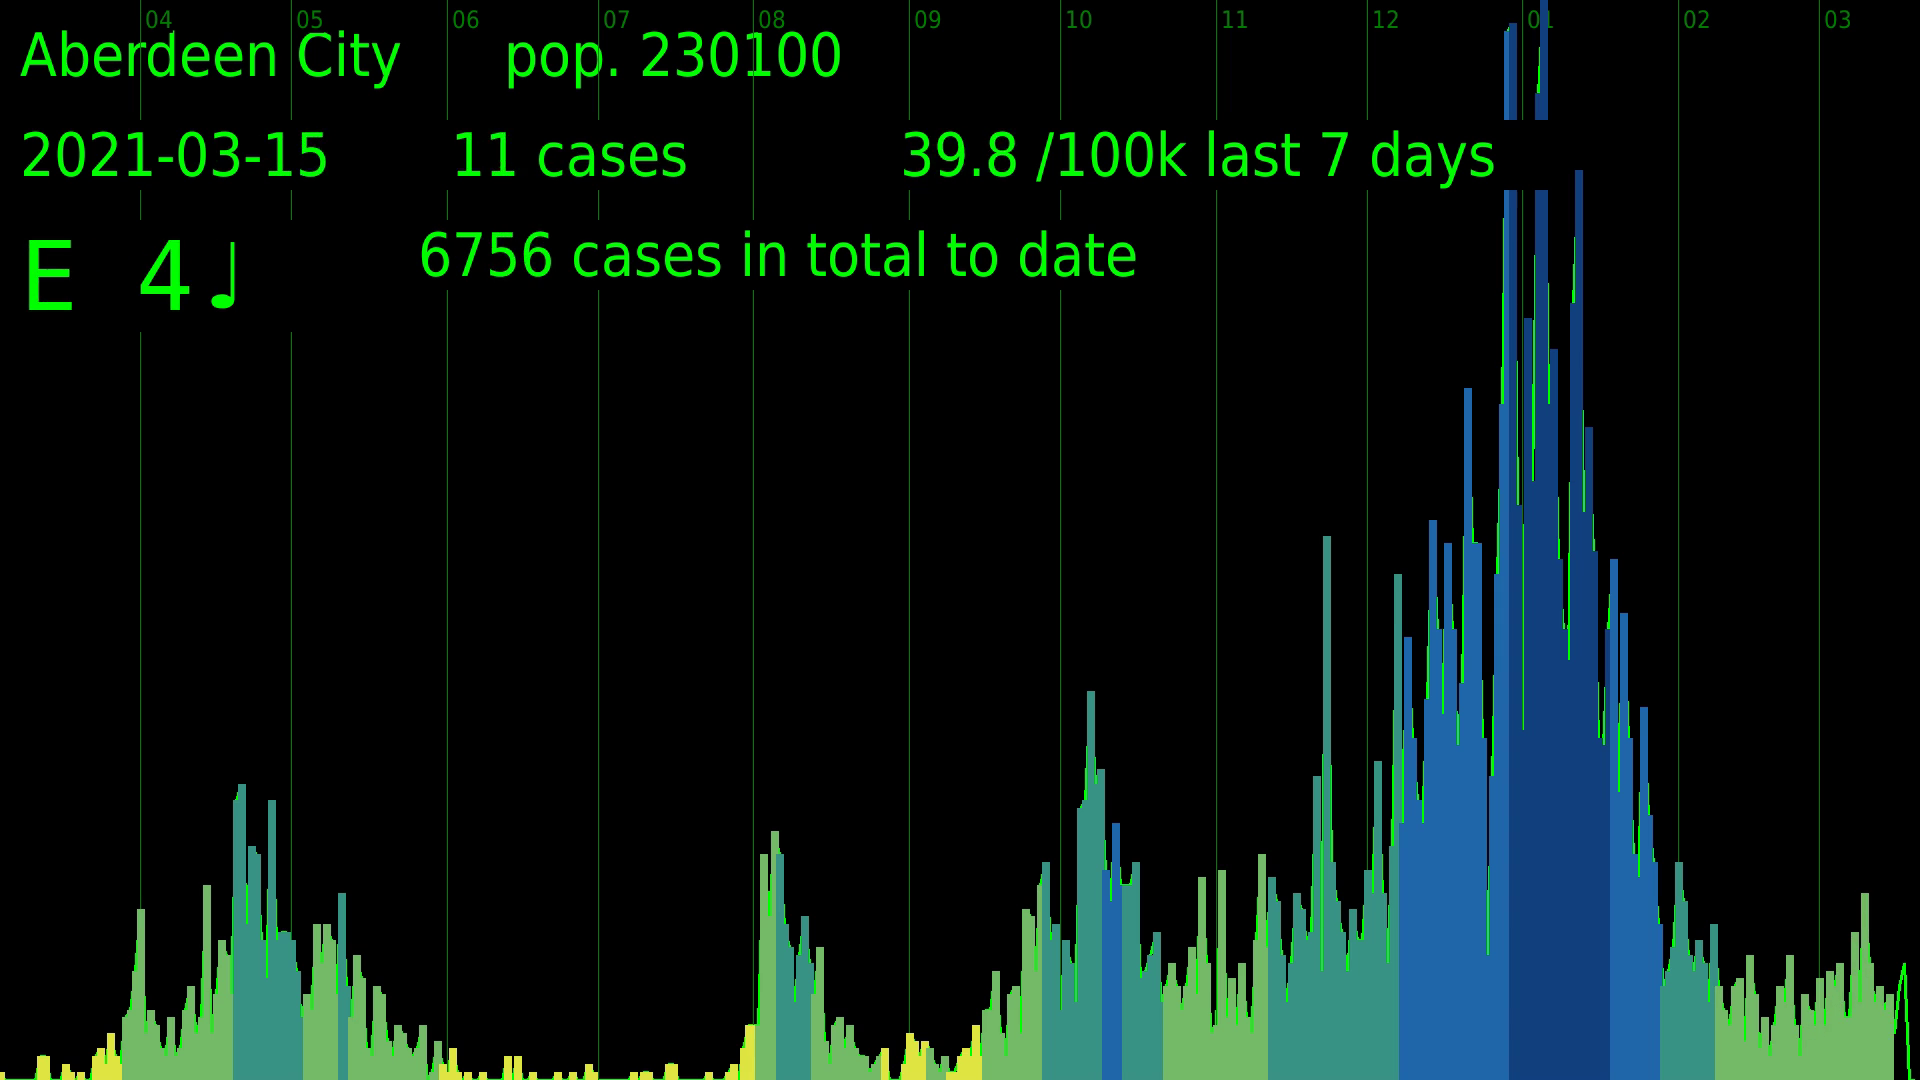 04 05 06 07 08 09 10 11 12 01 02 03
Aberdeen City pop. 230100
2021-03-15 11 cases 39.8 /100k last 7 days
E 4♩ 6756 cases in total to date